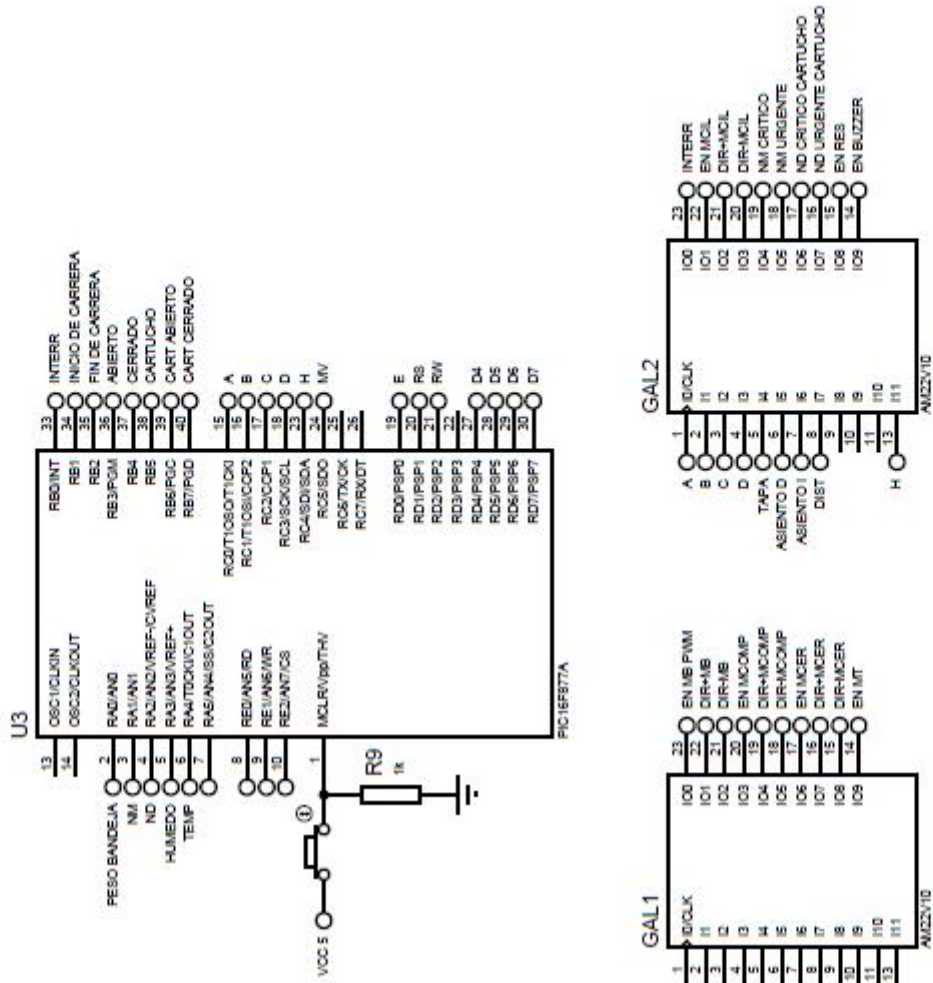 U3
13 OSC1/CLKIN
14 OSC2/CLKOUT
PESO BANDEJA 2 RA0/AN0
NM 3 RA1/AN1
ND 4 RA2/AN2/VREF-/CVREF
HUMEDO 5 RA3/AN3/VREF+
TEMP 6 RA4/T0CKI/C1OUT
7 RA5/AN4/SS/C2OUT
8 RE0/AN5/RD
9 RE1/AN6/WR
10 RE2/AN7/CS
1 MCLR/Vpp/THV
RB0/INT 33 INTERR
RB1 34 INICIO DE CARRERA
RB2 35 FIN DE CARRERA
RB3/PGM 36 ABIERTO
RB4 37 CERRADO
RB5 38 CARTUCHO
RB6/PGC 39 CART ABIERTO
RB7/PGD 40 CART CERRADO
RC0/T1OSO/T1CKI 15 A
RC1/T1OSI/CCP2 16 B
RC2/CCP1 17 C
RC3/SCK/SCL 18 D
RC4/SDI/SDA 23 H
RC5/SDO 24 MV
RC6/TX/CK 25
RC7/RX/DT 26
RD0/PSP0 19 E
RD1/PSP1 20 RS
RD2/PSP2 21 RW
RD3/PSP3 22
RD4/PSP4 27 D4
RD5/PSP5 28 D5
RD6/PSP6 29 D6
RD7/PSP7 30 D7
PIC16F877A
VCC 5
R9
1k
GAL1
1 I0/CLK
2 I1
3 I2
4 I3
5 I4
6 I5
7 I6
8 I7
9 I8
10 I9
11 I10
13 I11
IO0 23 EN MB PWM
IO1 22 DIR+MB
IO2 21 DIR-MB
IO3 20 EN MCOMP
IO4 19 DIR+MCOMP
IO5 18 DIR-MCOMP
IO6 17 EN MCER
IO7 16 DIR+MCER
IO8 15 DIR-MCER
IO9 14 EN MT
AM22V10
GAL2
A 1 I0/CLK
B 2 I1
C 3 I2
D 4 I3
TAPA 5 I4
ASIENTO D 6 I5
ASIENTO I 7 I6
DIST 8 I7
9 I8
10 I9
11 I10
H 13 I11
IO0 23 INTERR
IO1 22 EN MCIL
IO2 21 DIR+MCIL
IO3 20 DIR-MCIL
IO4 19 NM CRITICO
IO5 18 NM URGENTE
IO6 17 ND CRITICO CARTUCHO
IO7 16 ND URGENTE CARTUCHO
IO8 15 EN RES
IO9 14 EN BUZZER
AM22V10